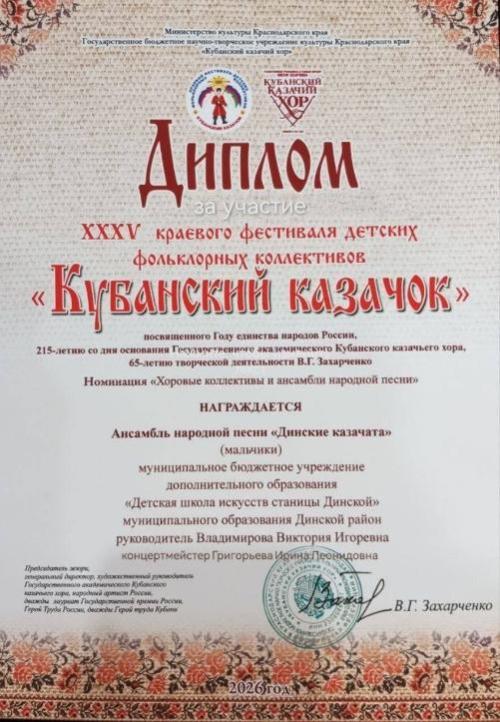 Министерство культуры Краснодарского края
Государственное бюджетное научно-творческое учреждение культуры Краснодарского края
«Кубанский казачий хор»
КУБАНСКИЙ
КАЗАЧИЙ
ХОР
Диплом
за участие
XXXV краевого фестиваля детских
фольклорных коллективов
«Кубанский казачок»
посвященного Году единства народов России,
215-летию со дня основания Государственного академического Кубанского казачьего хора,
65-летию творческой деятельности В.Г. Захарченко
Номинация «Хоровые коллективы и ансамбли народной песни»
НАГРАЖДАЕТСЯ
Ансамбль народной песни «Динские казачата»
(мальчики)
муниципальное бюджетное учреждение
дополнительного образования
«Детская школа искусств станицы Динской»
муниципального образования Динской район
руководитель Владимирова Виктория Игоревна
концертмейстер Григорьева Ирина Леонидовна
Председатель жюри,
генеральный директор, художественный руководитель
Государственного академического Кубанского
казачьего хора, народный артист России,
дважды лауреат Государственной премии России,
Герой Труда России, дважды Герой труда Кубани
В.Г. Захарченко
2026 год